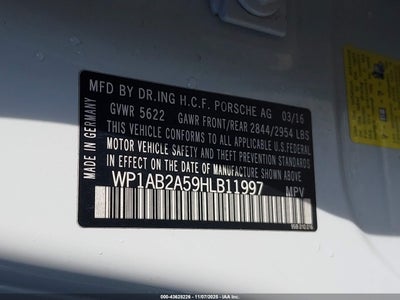 MFD BY DR.ING H.C.F. PORSCHE AG 03/16
GVWR 5622 GAWR FRONT/REAR 2844/2954 LBS
THIS VEHICLE CONFORMS TO ALL APPLICABLE U.S.FEDERAL
MOTOR VEHICLE SAFETY AND THEFT PREVENTION STANDARDS
IN EFFECT ON THE DATE OF MANUFACTURE SHOWN ABOVE
WP1AB2A59HLB11997 MPV
MADE IN GERMANY
000-43628226 - 11/07/2025 - IAA, Inc.